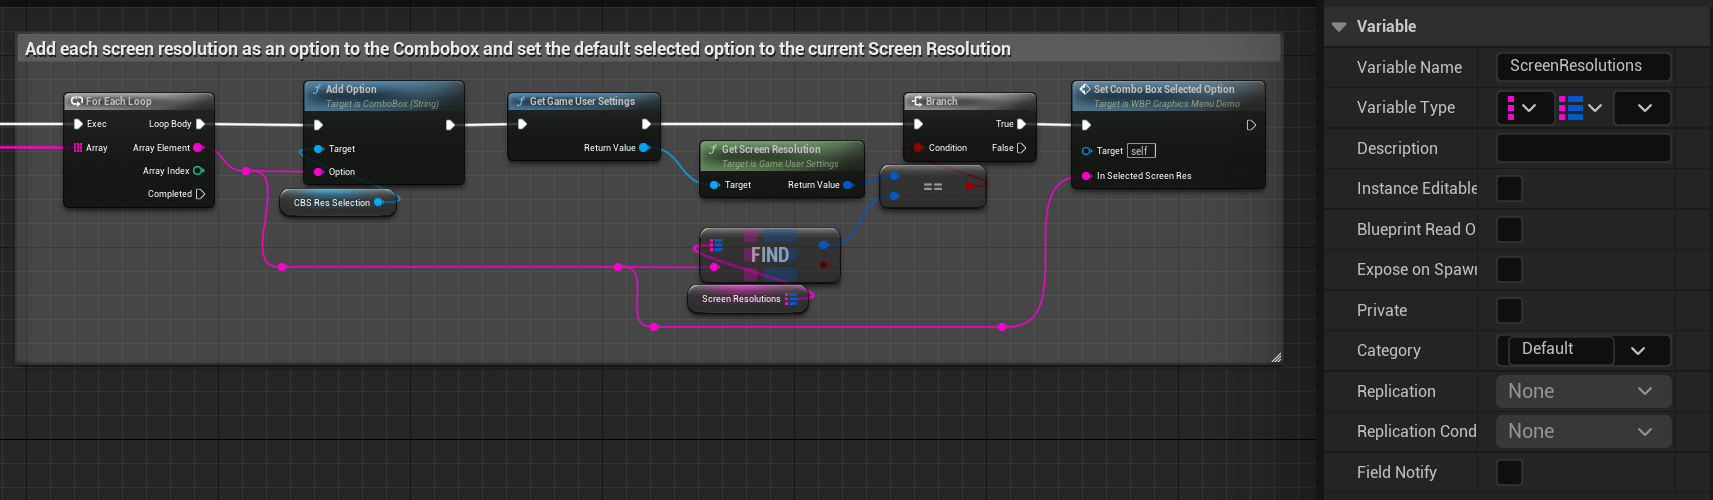 Add each screen resolution as an option to the Combobox and set the default selected option to the current Screen Resolution
For Each Loop
Exec
Loop Body
Array
Array Element
Array Index
Completed
Add Option
Target is ComboBox (String)
Target
Option
CBS Res Selection
Get Game User Settings
Return Value
Get Screen Resolution
Target is Game User Settings
Target
Return Value
FIND
Screen Resolutions
==
Branch
True
Condition
False
Set Combo Box Selected Option
Target is WBP Graphics Menu Demo
Target self
In Selected Screen Res
Variable
Variable Name ScreenResolutions
Variable Type
Description
Instance Editable
Blueprint Read O
Expose on Spawn
Private
Category Default
Replication None
Replication Cond None
Field Notify